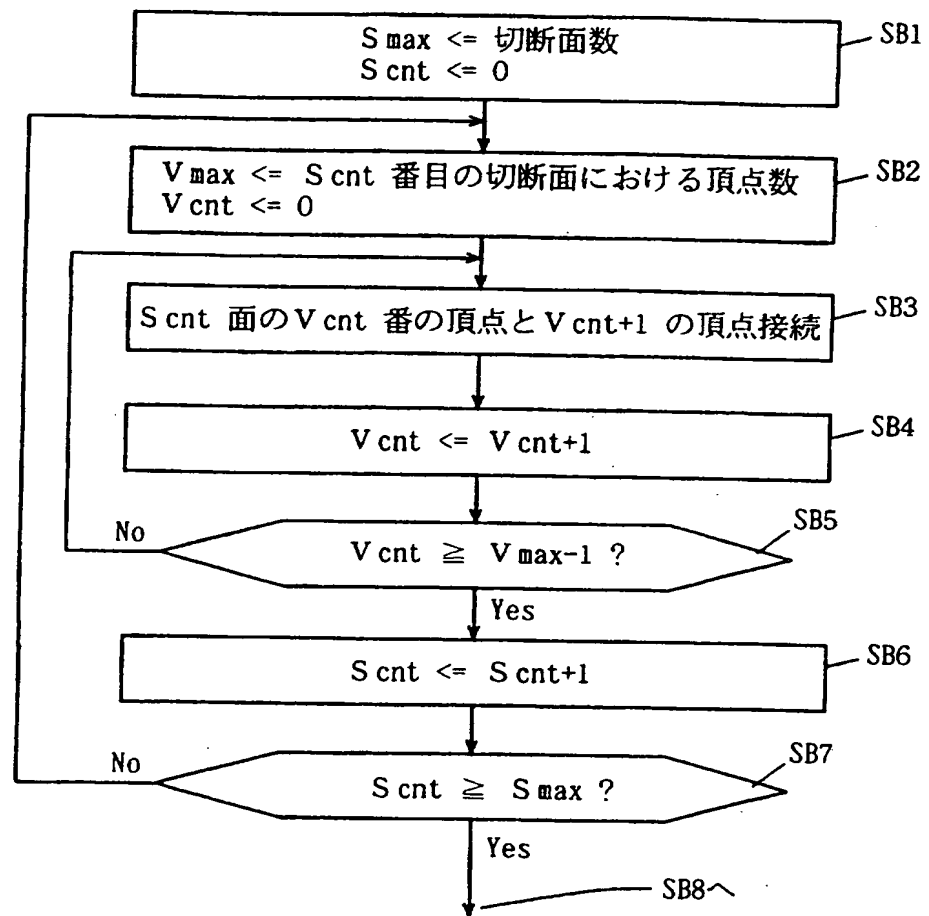 S max <= 切断面数
S cnt <= 0
SB1
V max <= S cnt 番目の切断面における頂点数
V cnt <= 0
SB2
S cnt 面のV cnt 番の頂点とV cnt+1 の頂点接続
SB3
V cnt <= V cnt+1
SB4
No
V cnt ≧ V max-1 ?
SB5
Yes
S cnt <= S cnt+1
SB6
No
S cnt ≧ S max ?
SB7
Yes
SB8へ